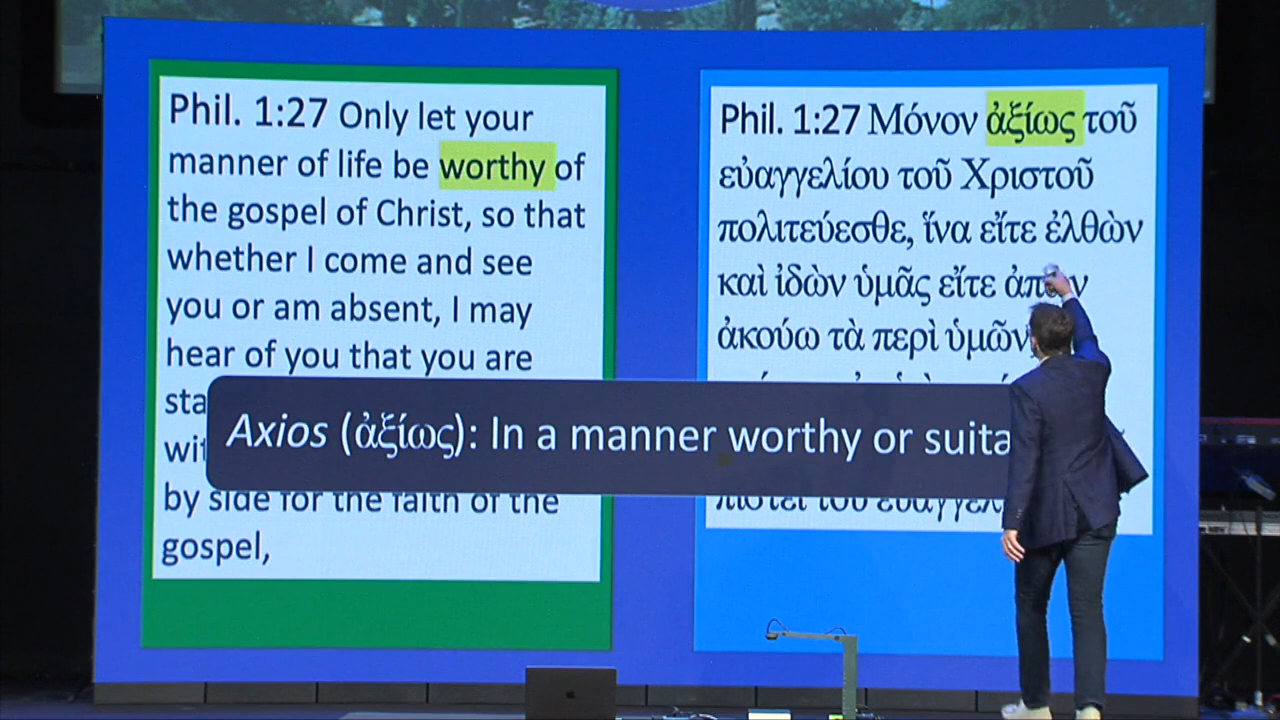 Phil. 1:27 Only let your
manner of life be worthy of
the gospel of Christ, so that
whether I come and see
you or am absent, I may
hear of you that you are
by side for the faith of the
gospel,
Phil. 1:27 Μόνον ἀξίως τοῦ
εὐαγγελίου τοῦ Χριστοῦ
πολιτεύεσθε, ἵνα εἴτε ἐλθὼν
καὶ ἰδὼν ὑμᾶς εἴτε
ἀκούω τὰ περὶ ὑμῶν
Axios (ἀξίως): In a manner worthy or